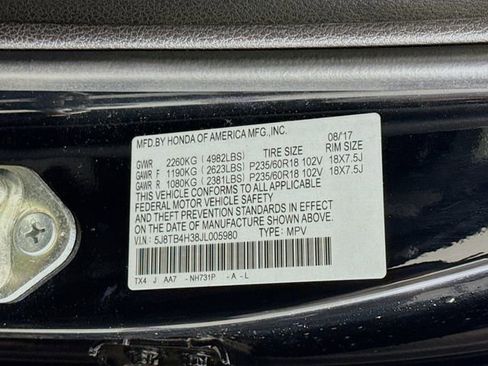 MFD.BY HONDA OF AMERICA MFG.,INC. 08/17
GVWR 2260KG (4982LBS) TIRE SIZE RIM SIZE
GAWR F 1190KG (2623LBS) P235/60R18 102V 18X7.5J
GAWR R 1080KG (2381LBS) P235/60R18 102V 18X7.5J
THIS VEHICLE CONFORMS TO ALL APPLICABLE
FEDERAL MOTOR VEHICLE SAFETY
AND THEFT PREVENTION STANDARDS IN EFFECT
ON THE DATE OF MANUFACTURE SHOWN ABOVE.
V.I.N: 5J8TB4H38JL005980 TYPE: MPV
TX4 J AA7 -NH731P -A -L